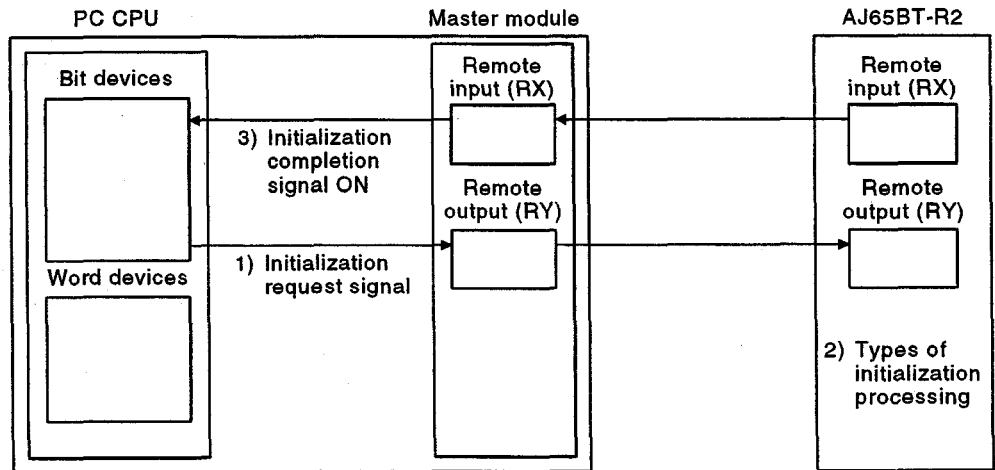 PC CPU
Master module
AJ65BT-R2
Bit devices
Remote
input (RX)
Remote
input (RX)
3) Initialization
completion
signal ON
Remote
output (RY)
Remote
output (RY)
1) Initialization
request signal
Word devices
2) Types of
initialization
processing